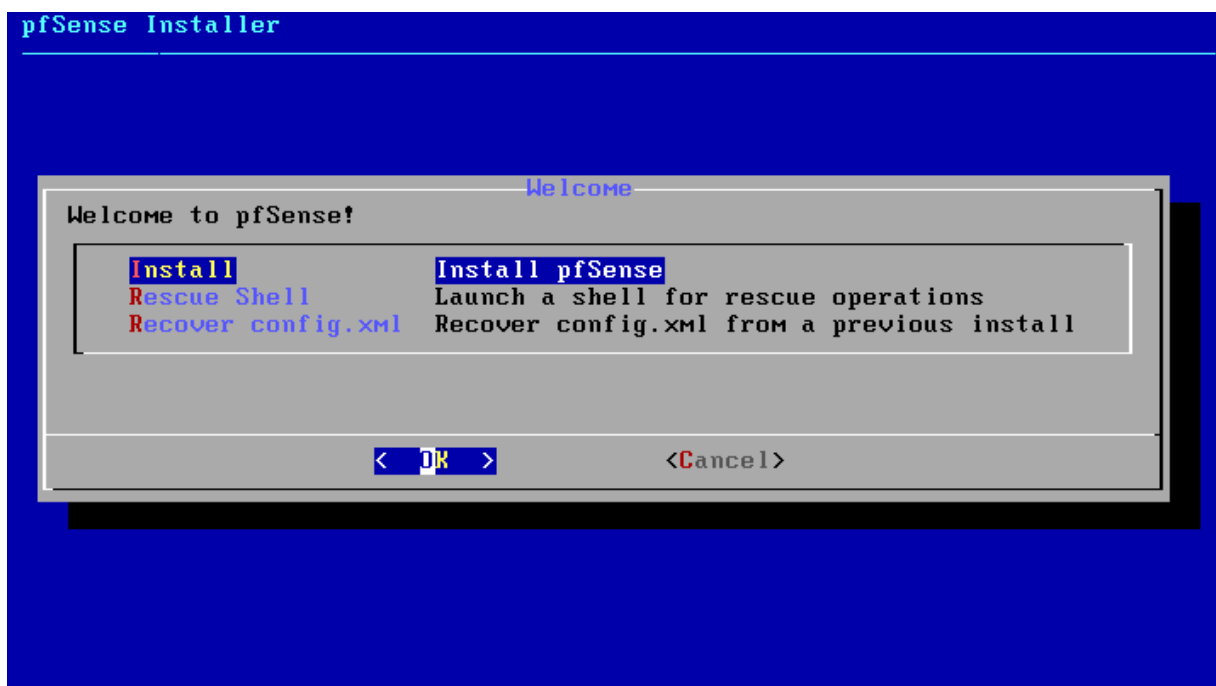 pfSense Installer
Welcome
Welcome to pfSense!
Install Install pfSense
Rescue Shell Launch a shell for rescue operations
Recover config.xml Recover config.xml from a previous install
< OK > <Cancel>